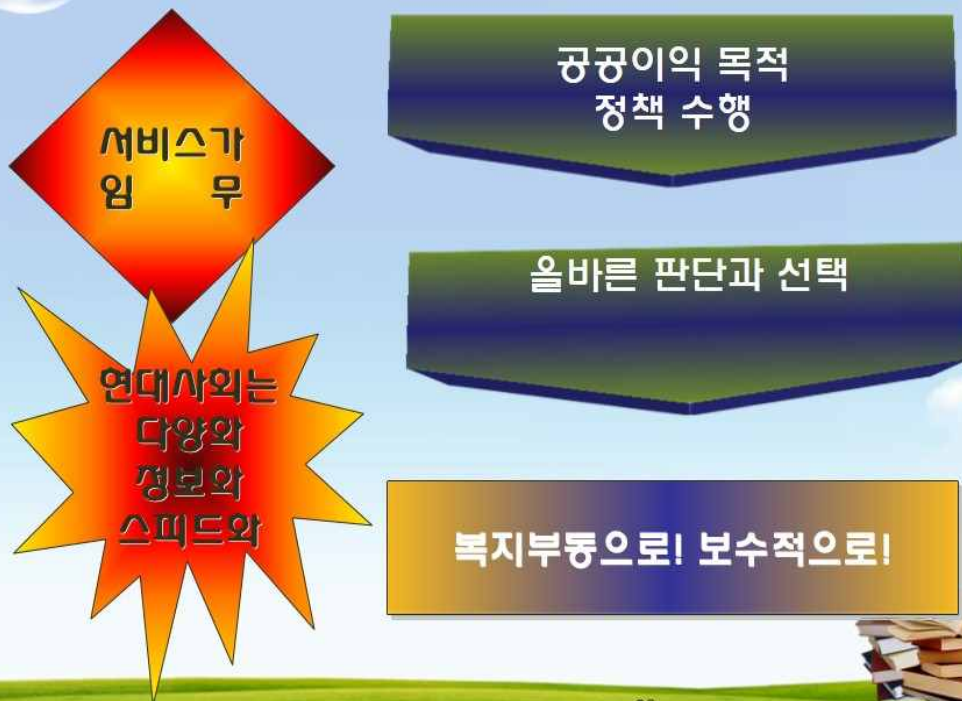 서비스가
임 무
공공이익 목적
정책 수행
올바른 판단과 선택
현대사회는
다양화
정보화
스피드화
복지부동으로! 보수적으로!